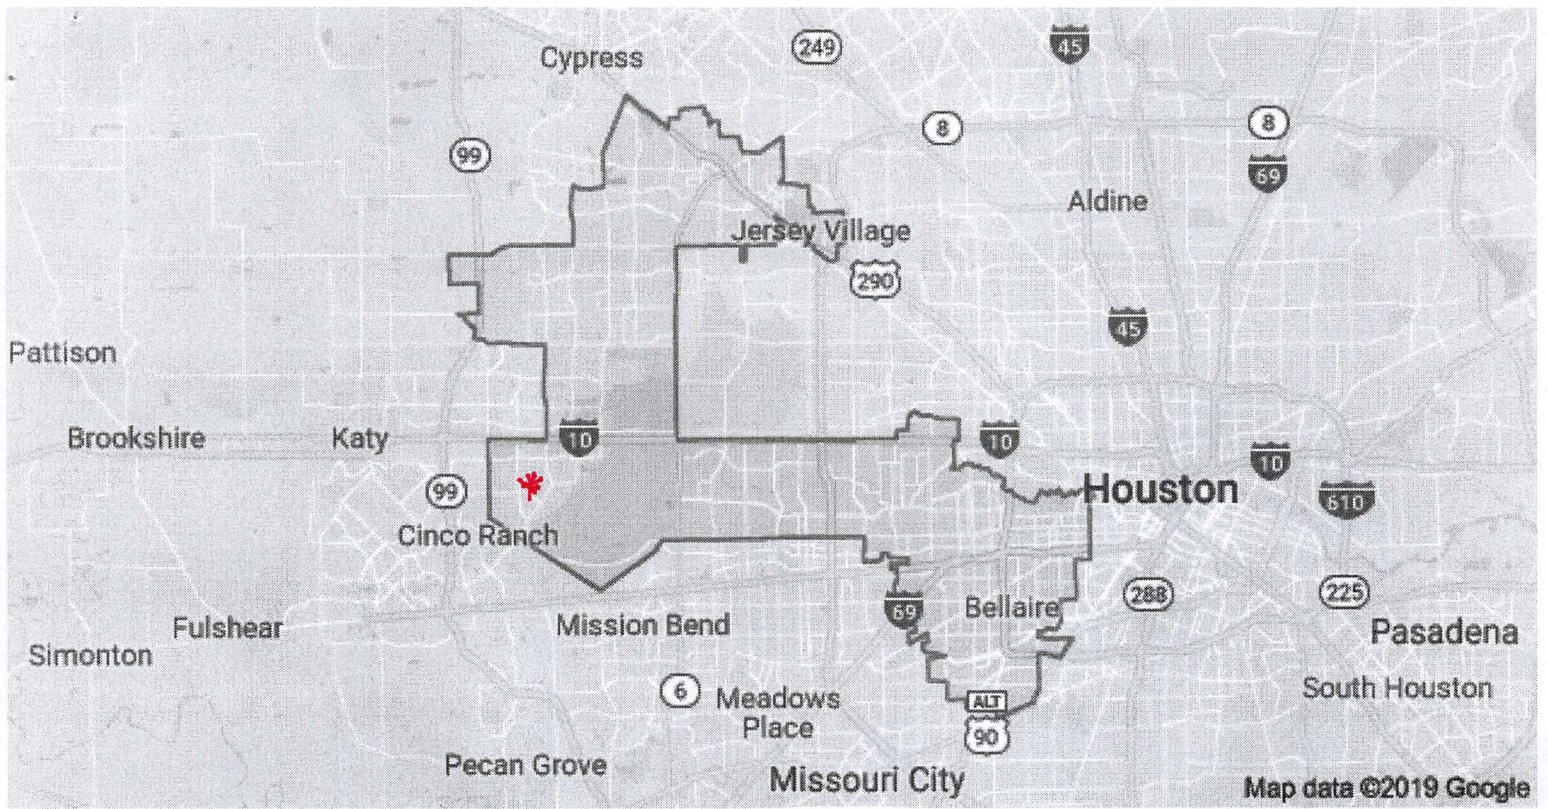 Cypress
249
45
8
8
99
69
Aldine
Jersey Village
290
45
Pattison
Brookshire
Katy
10
10
10
99
Houston
610
Cinco Ranch
288
225
69
Bellaire
Fulshear
Mission Bend
Pasadena
Simonton
6
Meadows
Place
ALT
90
South Houston
Pecan Grove
Missouri City
Map data ©2019 Google